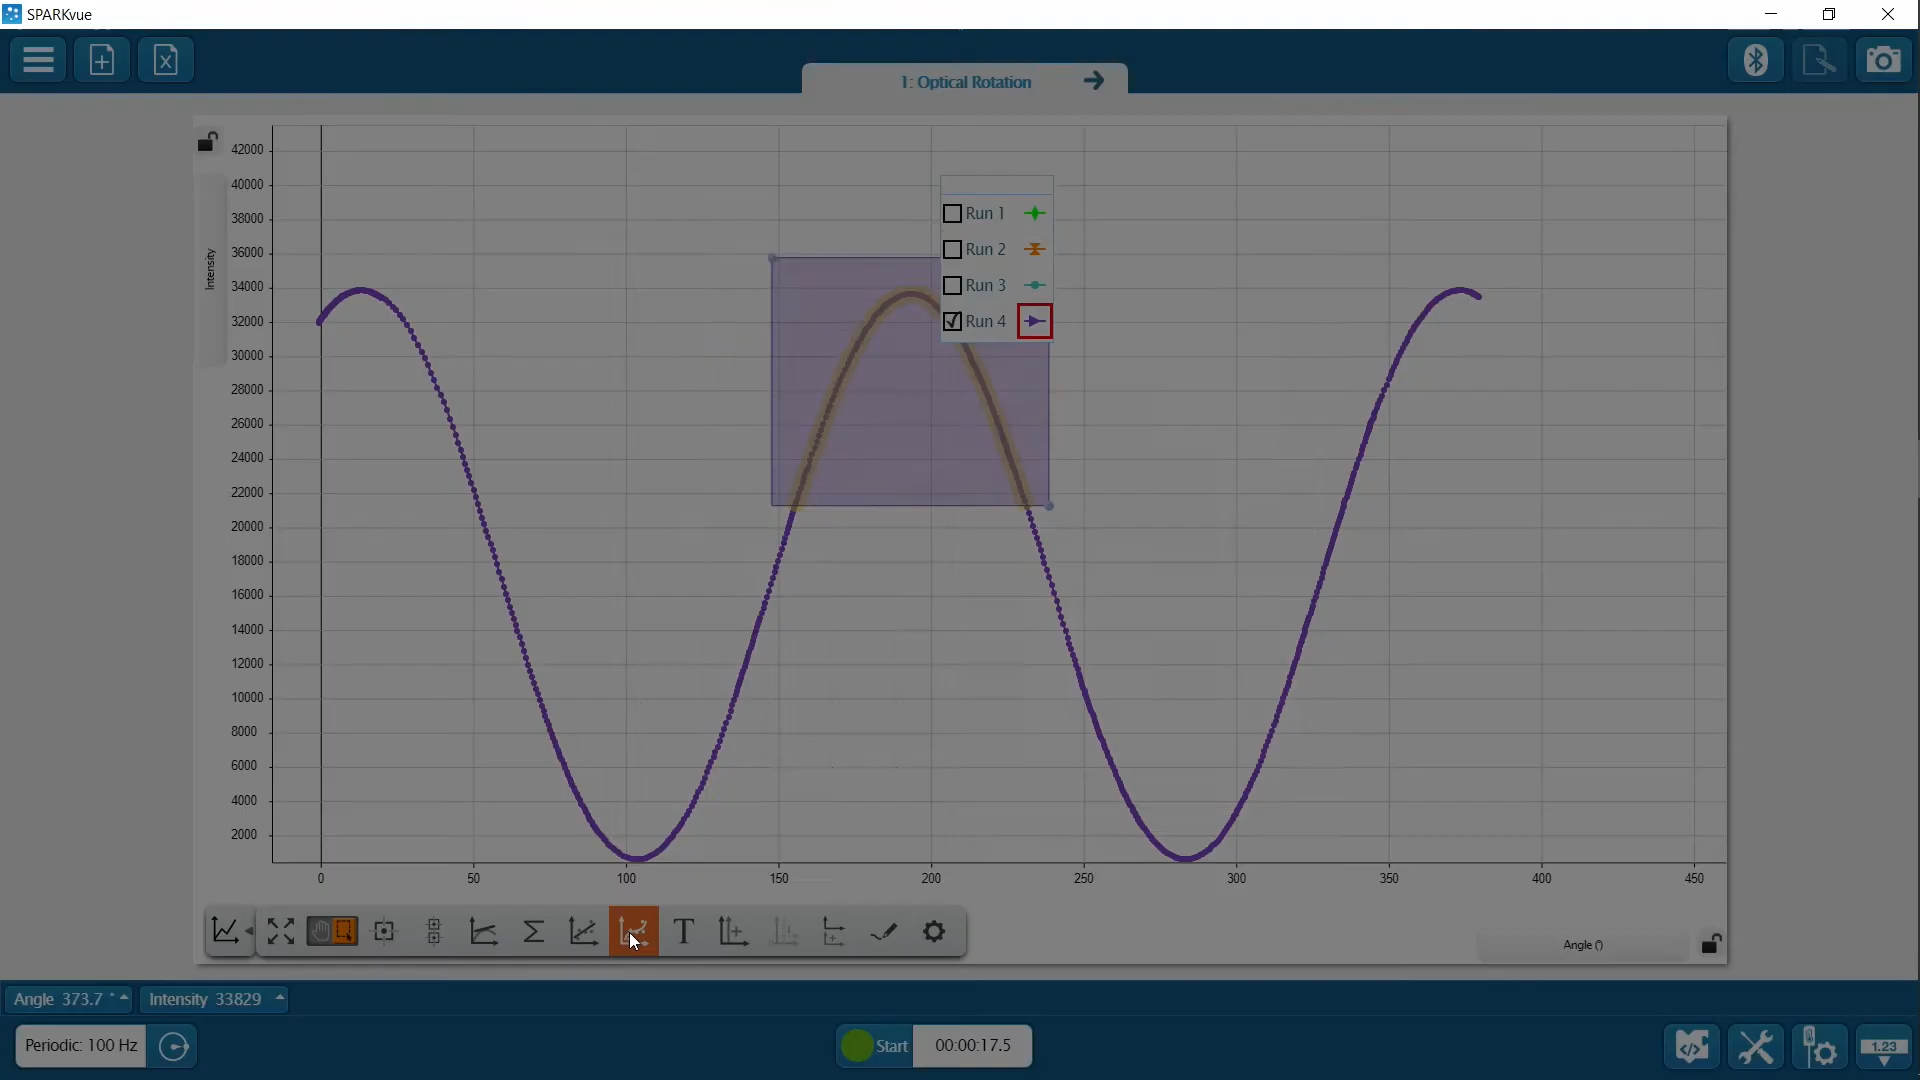 SPARKvue
1: Optical Rotation
42000
40000
38000
36000
34000
32000
30000
28000
26000
24000
22000
20000
18000
16000
14000
12000
10000
8000
6000
4000
2000
Intensity
Run 1
Run 2
Run 3
Run 4
0 50 100 150 200 250 300 350 400 450
T
Angle (°)
Angle 373.7 °
Intensity 33829
Periodic: 100 Hz
Start
00:00:17.5
1.23